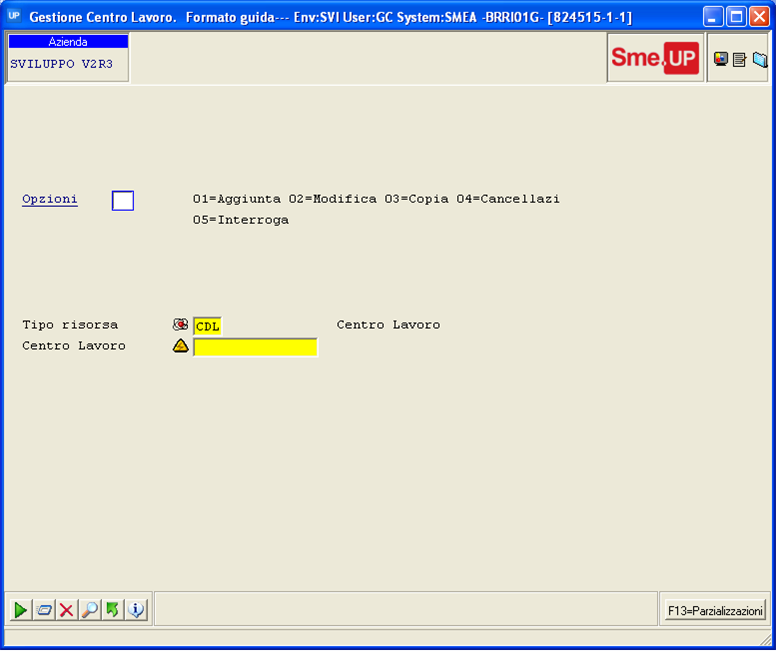 UP Gestione Centro Lavoro. Formato guida--- Env:SVI User:GC System:SMEA -BRRI01G- [824515-1-1]
Azienda
SVILUPPO V2R3
Sme.UP
Opzioni 01=Aggiunta 02=Modifica 03=Copia 04=Cancellazi
05=Interroga
Tipo risorsa CDL Centro Lavoro
Centro Lavoro
F13=Parzializzazioni